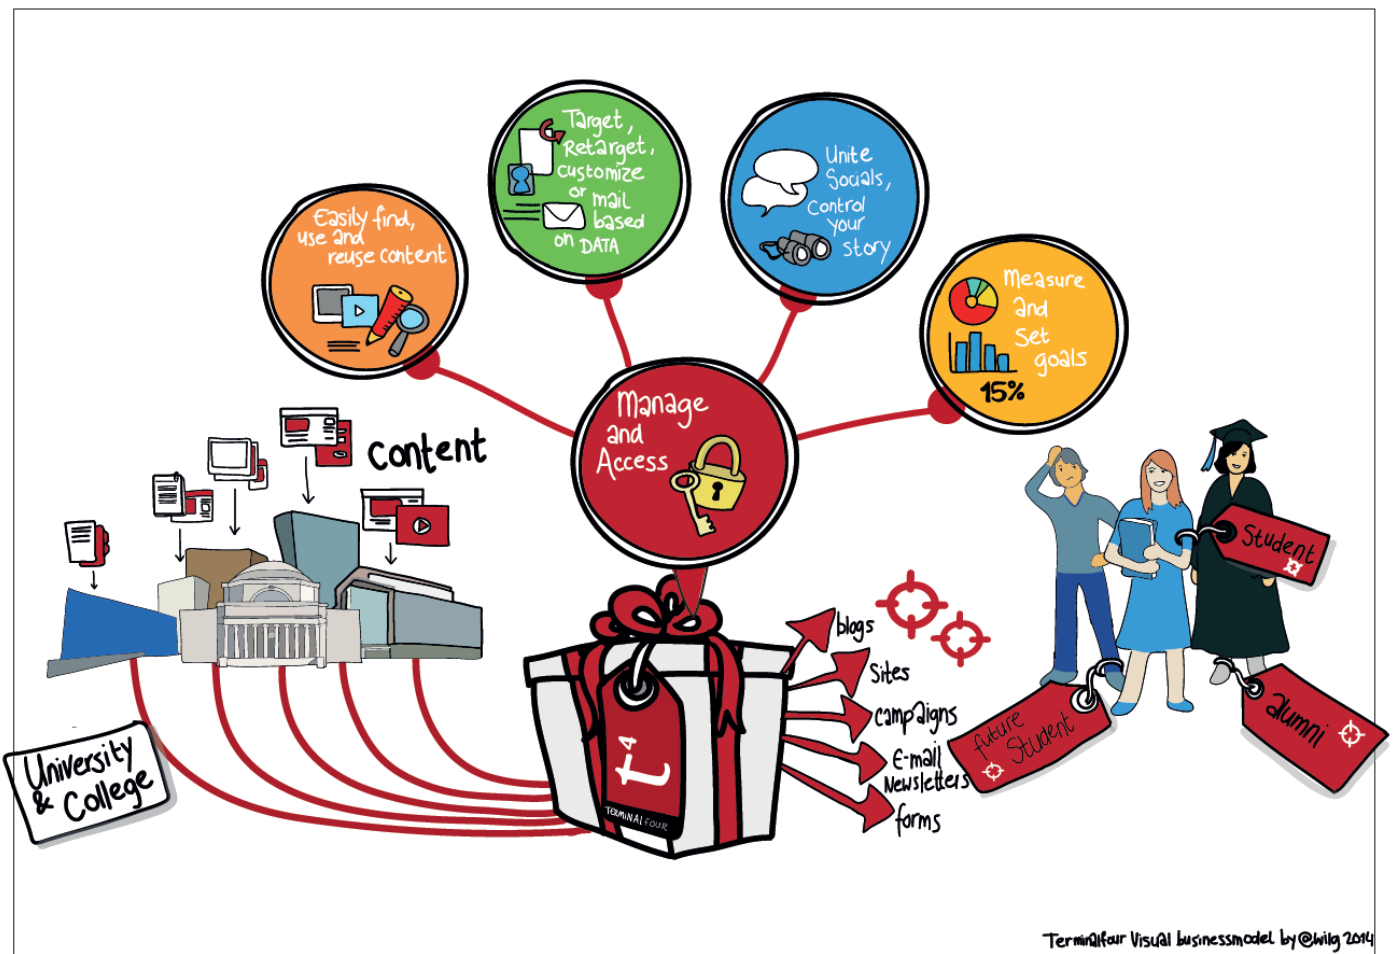 Easily find,
use and
reuse content
Target,
Retarget,
customize
or mail
based
on DATA
Unite
Socials,
Control
your
story
Measure
and
Set
goals
15%
Manage
and
Access
Content
University
& College
t4
TERMINALFOUR
blogs
Sites
campaigns
E-mail
Newsletters
forms
Student
future
Student
alumni
Terminalfour Visual businessmodel by @wilg 2014